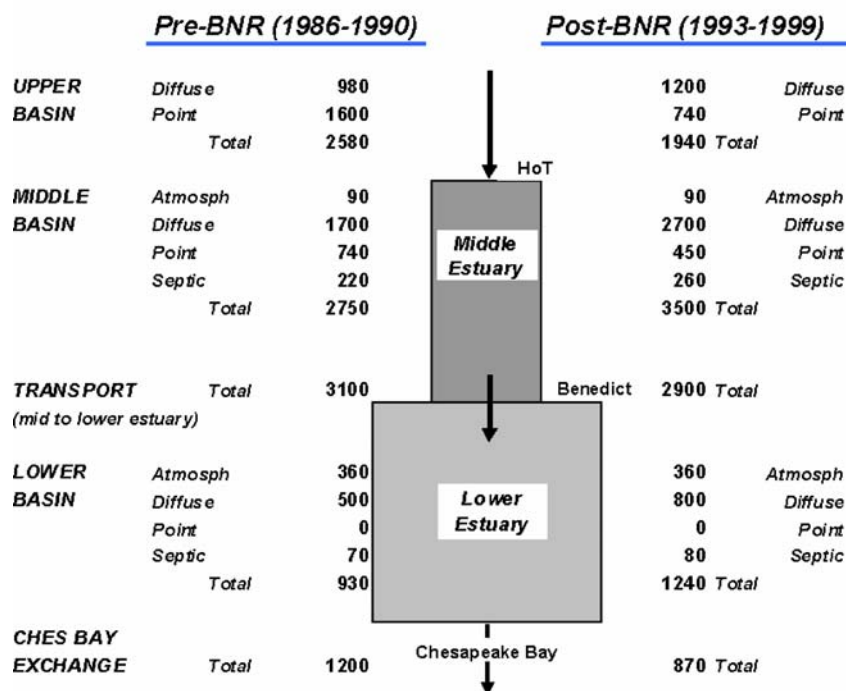 Pre-BNR (1986-1990) Post-BNR (1993-1999)
UPPER Diffuse 980 1200 Diffuse
BASIN Point 1600 740 Point
Total 2580 1940 Total
HoT
MIDDLE Atmosph 90 90 Atmosph
BASIN Diffuse 1700 2700 Diffuse
Point 740 Middle 450 Point
Septic 220 Estuary 260 Septic
Total 2750 3500 Total
TRANSPORT Total 3100 Benedict 2900 Total
(mid to lower estuary)
LOWER Atmosph 360 360 Atmosph
BASIN Diffuse 500 Lower 800 Diffuse
Point 0 Estuary 0 Point
Septic 70 80 Septic
Total 930 1240 Total
CHES BAY
Chesapeake Bay
EXCHANGE Total 1200 870 Total